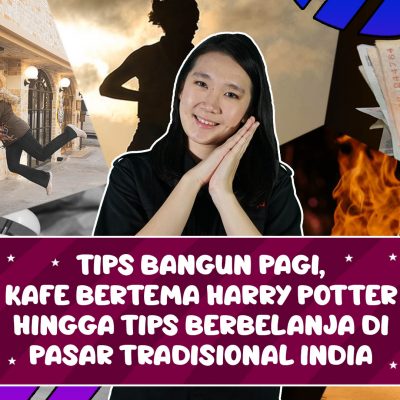 TIPS BANGUN PAGI,
KAFE BERTEMA HARRY POTTER
HINGGA TIPS BERBELANJA DI
PASAR TRADISIONAL INDIA